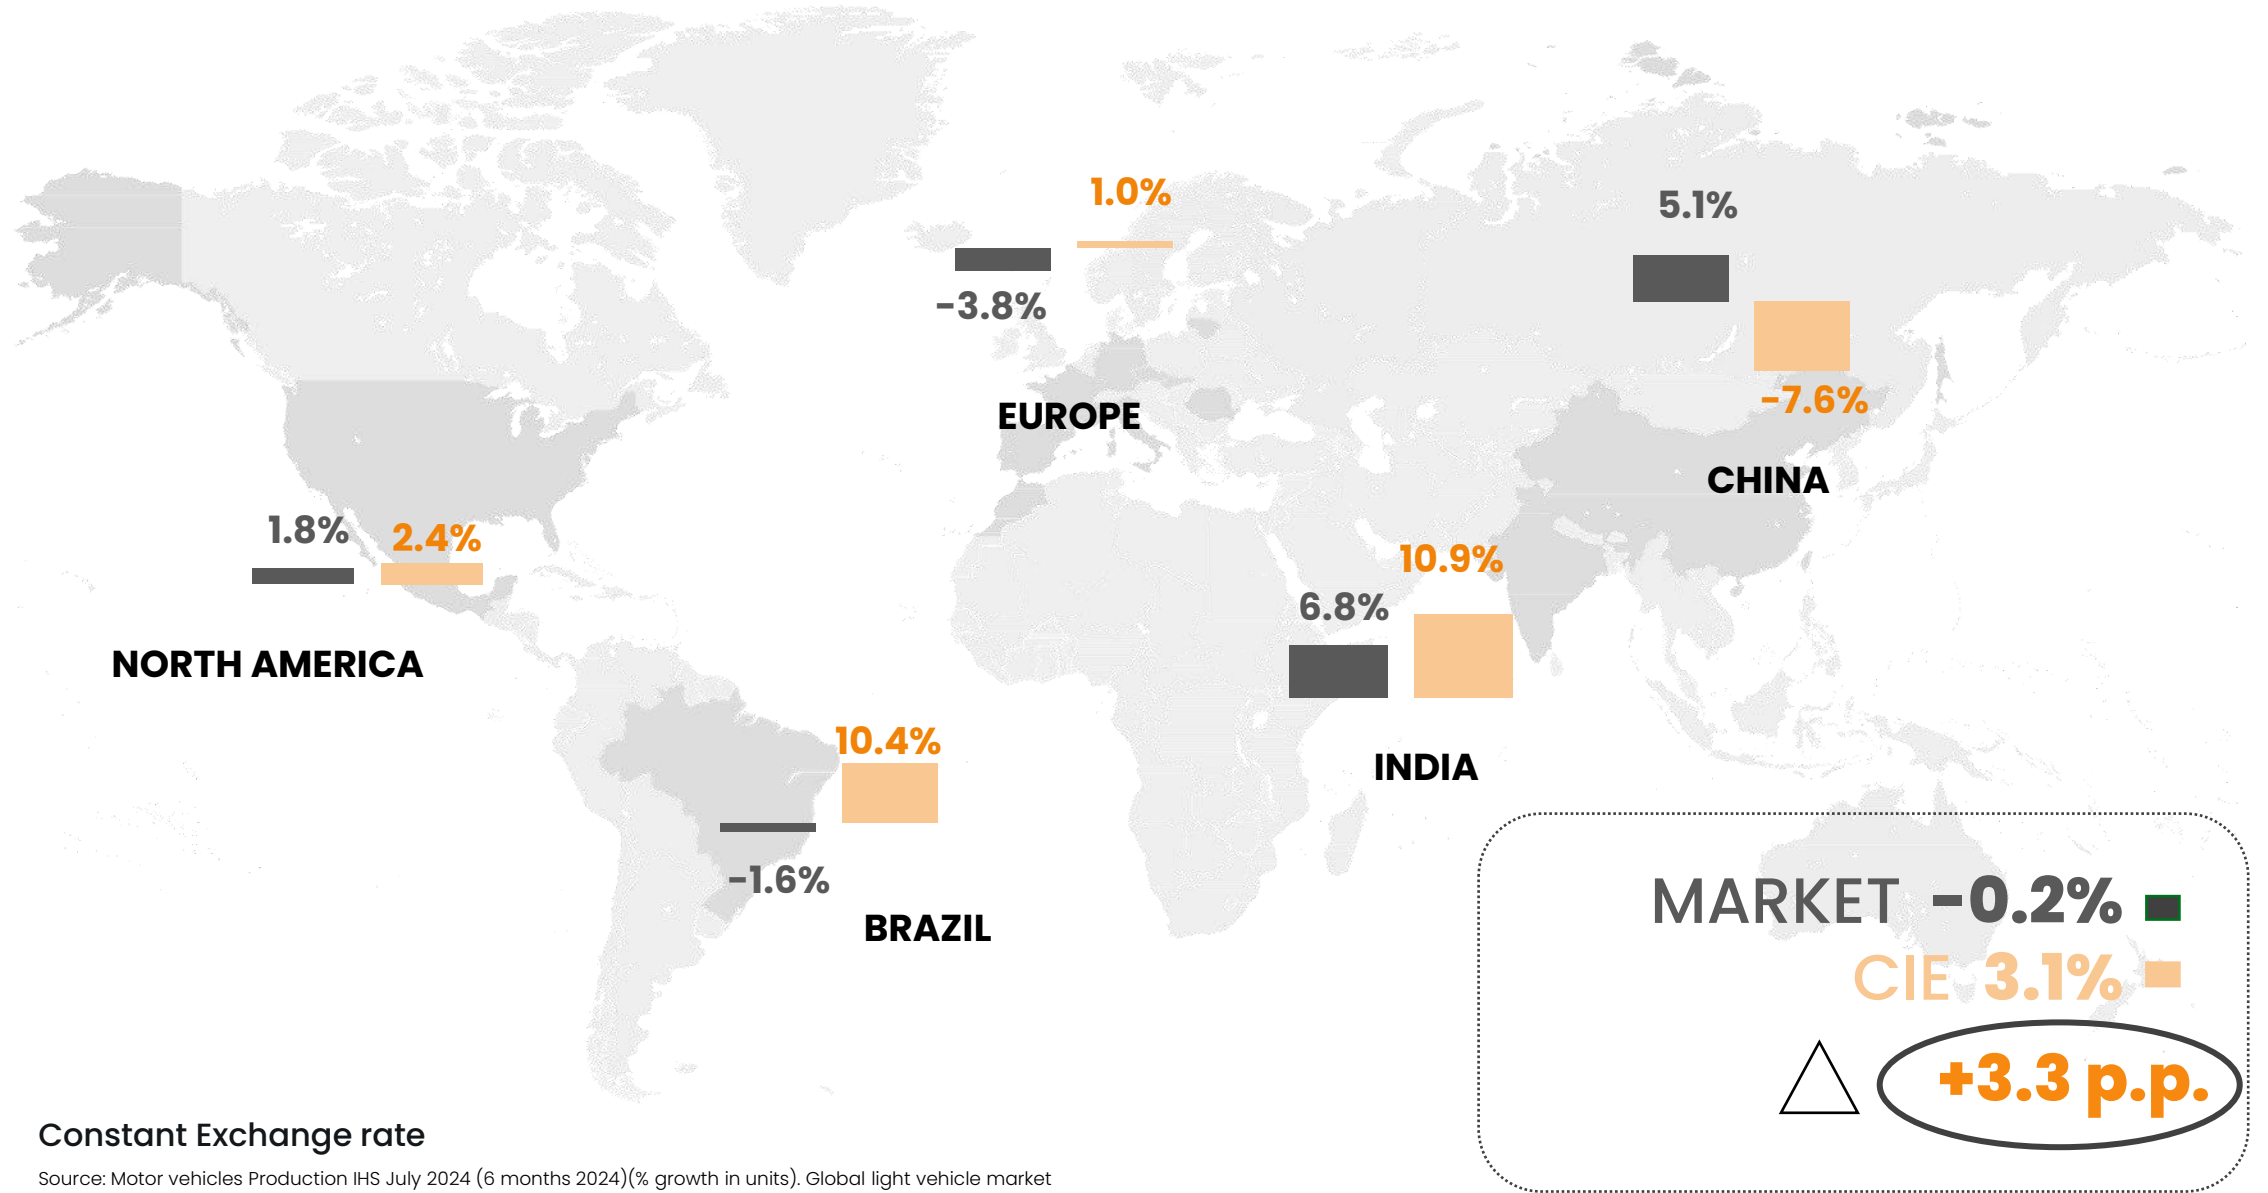 1.0%
5.1%
-3.8%
-7.6%
EUROPE
CHINA
1.8%
2.4%
10.9%
6.8%
NORTH AMERICA
10.4%
INDIA
-1.6%
BRAZIL
MARKET -0.2%
CIE 3.1%
+3.3 p.p.
Constant Exchange rate
Source: Motor vehicles Production IHS July 2024 (6 months 2024)(% growth in units). Global light vehicle market